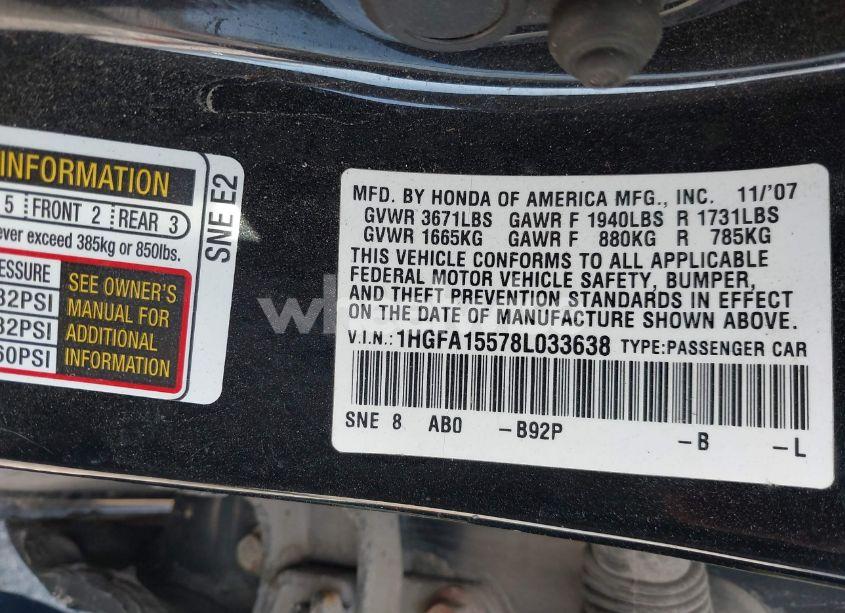 INFORMATION
5 FRONT 2 REAR 3
ever exceed 385kg or 850lbs.
SNE E2
ESSURE
32PSI
32PSI
60PSI
SEE OWNER'S
MANUAL FOR
ADDITIONAL
INFORMATION
MFD. BY HONDA OF AMERICA MFG., INC. 11/'07
GVWR 3671LBS GAWR F 1940LBS R 1731LBS
GVWR 1665KG GAWR F 880KG R 785KG
THIS VEHICLE CONFORMS TO ALL APPLICABLE
FEDERAL MOTOR VEHICLE SAFETY, BUMPER,
AND THEFT PREVENTION STANDARDS IN EFFECT
ON THE DATE OF MANUFACTURE SHOWN ABOVE.
V.I.N.: 1HGFA15578L033638 TYPE:PASSENGER CAR
SNE 8 AB0 -B92P -B -L